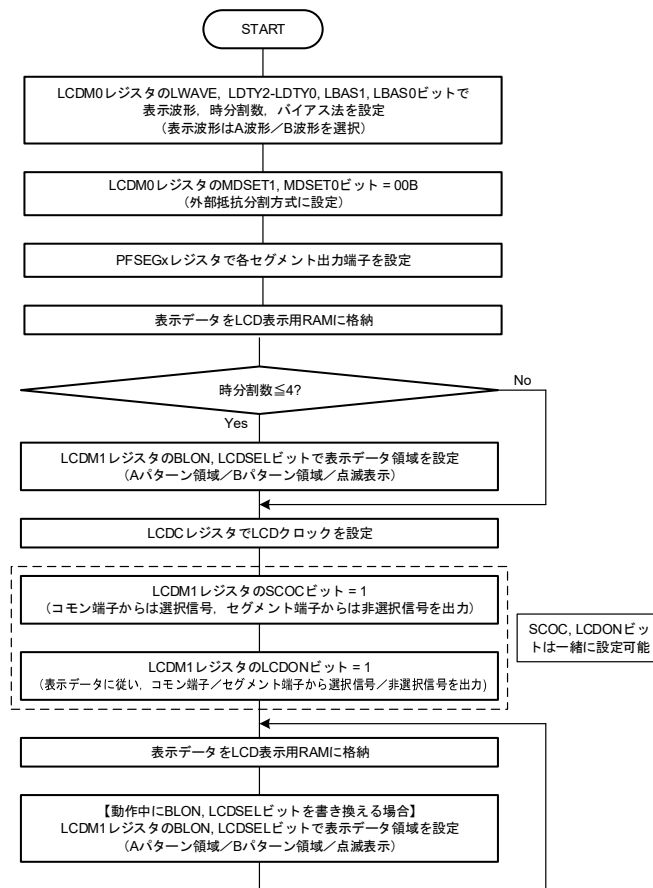 START
LCDM0レジスタのLWAVE, LDTY2-LDTY0, LBAS1, LBAS0ビットで
表示波形，時分割数，バイアス法を設定
（表示波形はA波形／B波形を選択）
LCDM0レジスタのMDSET1, MDSET0ビット = 00B
（外部抵抗分割方式に設定）
PFSEGxレジスタで各セグメント出力端子を設定
表示データをLCD表示用RAMに格納
時分割数≦4?
No
Yes
LCDM1レジスタのBLON, LCDSELビットで表示データ領域を設定
（Aパターン領域／Bパターン領域／点滅表示）
LCDCレジスタでLCDクロックを設定
LCDM1レジスタのSCOCビット = 1
（コモン端子からは選択信号，セグメント端子からは非選択信号を出力）
SCOC, LCDONビッ
トは一緒に設定可能
LCDM1レジスタのLCDONビット = 1
（表示データに従い，コモン端子／セグメント端子から選択信号／非選択信号を出力)
表示データをLCD表示用RAMに格納
【動作中にBLON, LCDSELビットを書き換える場合】
LCDM1レジスタのBLON, LCDSELビットで表示データ領域を設定
（Aパターン領域／Bパターン領域／点滅表示）